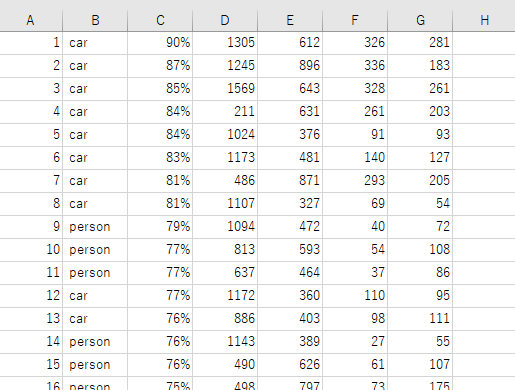 A B C D E F G H
1 car 90% 1305 612 326 281
2 car 87% 1245 896 336 183
3 car 85% 1569 643 328 261
4 car 84% 211 631 261 203
5 car 84% 1024 376 91 93
6 car 83% 1173 481 140 127
7 car 81% 486 871 293 205
8 car 81% 1107 327 69 54
9 person 79% 1094 472 40 72
10 person 77% 813 593 54 108
11 person 77% 637 464 37 86
12 car 77% 1172 360 110 95
13 car 76% 886 403 98 111
14 person 76% 1143 389 27 55
15 person 76% 490 626 61 107
16 person 75% 498 797 73 175